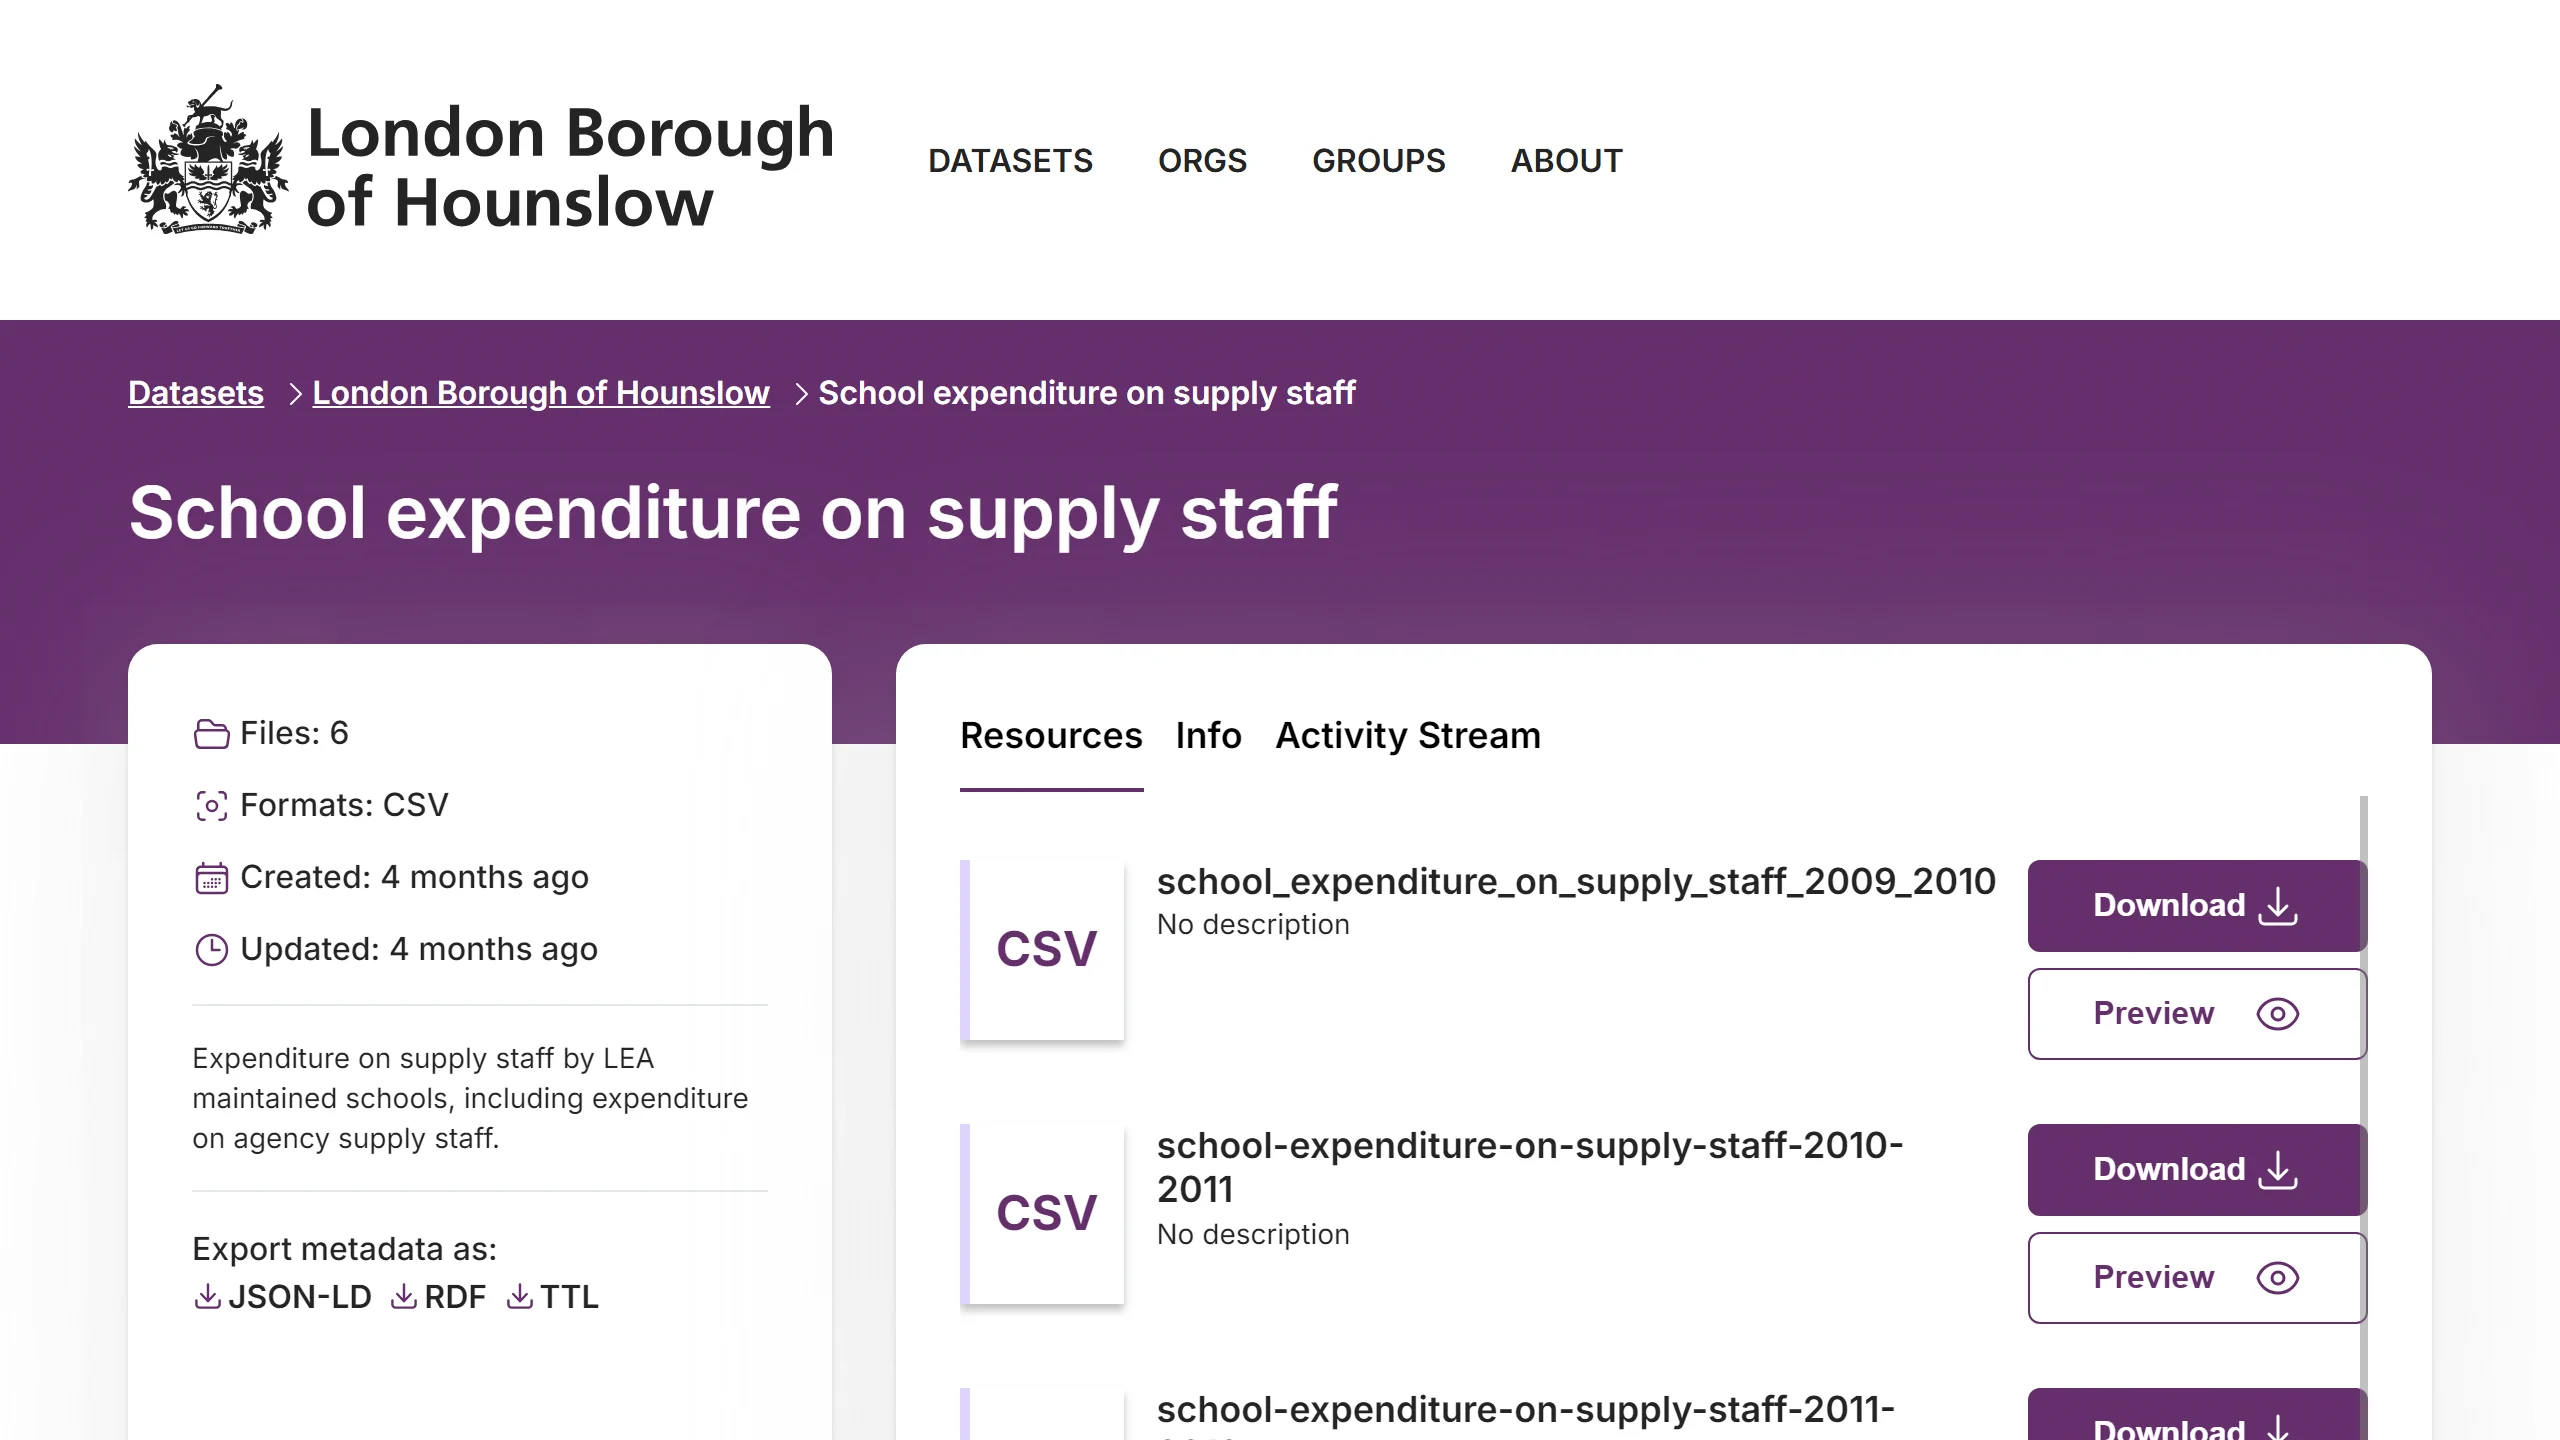 London Borough
of Hounslow
DATASETS
ORGS
GROUPS
ABOUT
Datasets
London Borough of Hounslow
School expenditure on supply staff
School expenditure on supply staff
Files: 6
Formats: CSV
Created: 4 months ago
Updated: 4 months ago
Expenditure on supply staff by LEA
maintained schools, including expenditure
on agency supply staff.
Export metadata as:
JSON-LD
RDF
TTL
Resources
Info
Activity Stream
CSV
school_expenditure_on_supply_staff_2009_2010
No description
Download
Preview
CSV
school-expenditure-on-supply-staff-2010-
2011
No description
Download
Preview
school-expenditure-on-supply-staff-2011-
Download